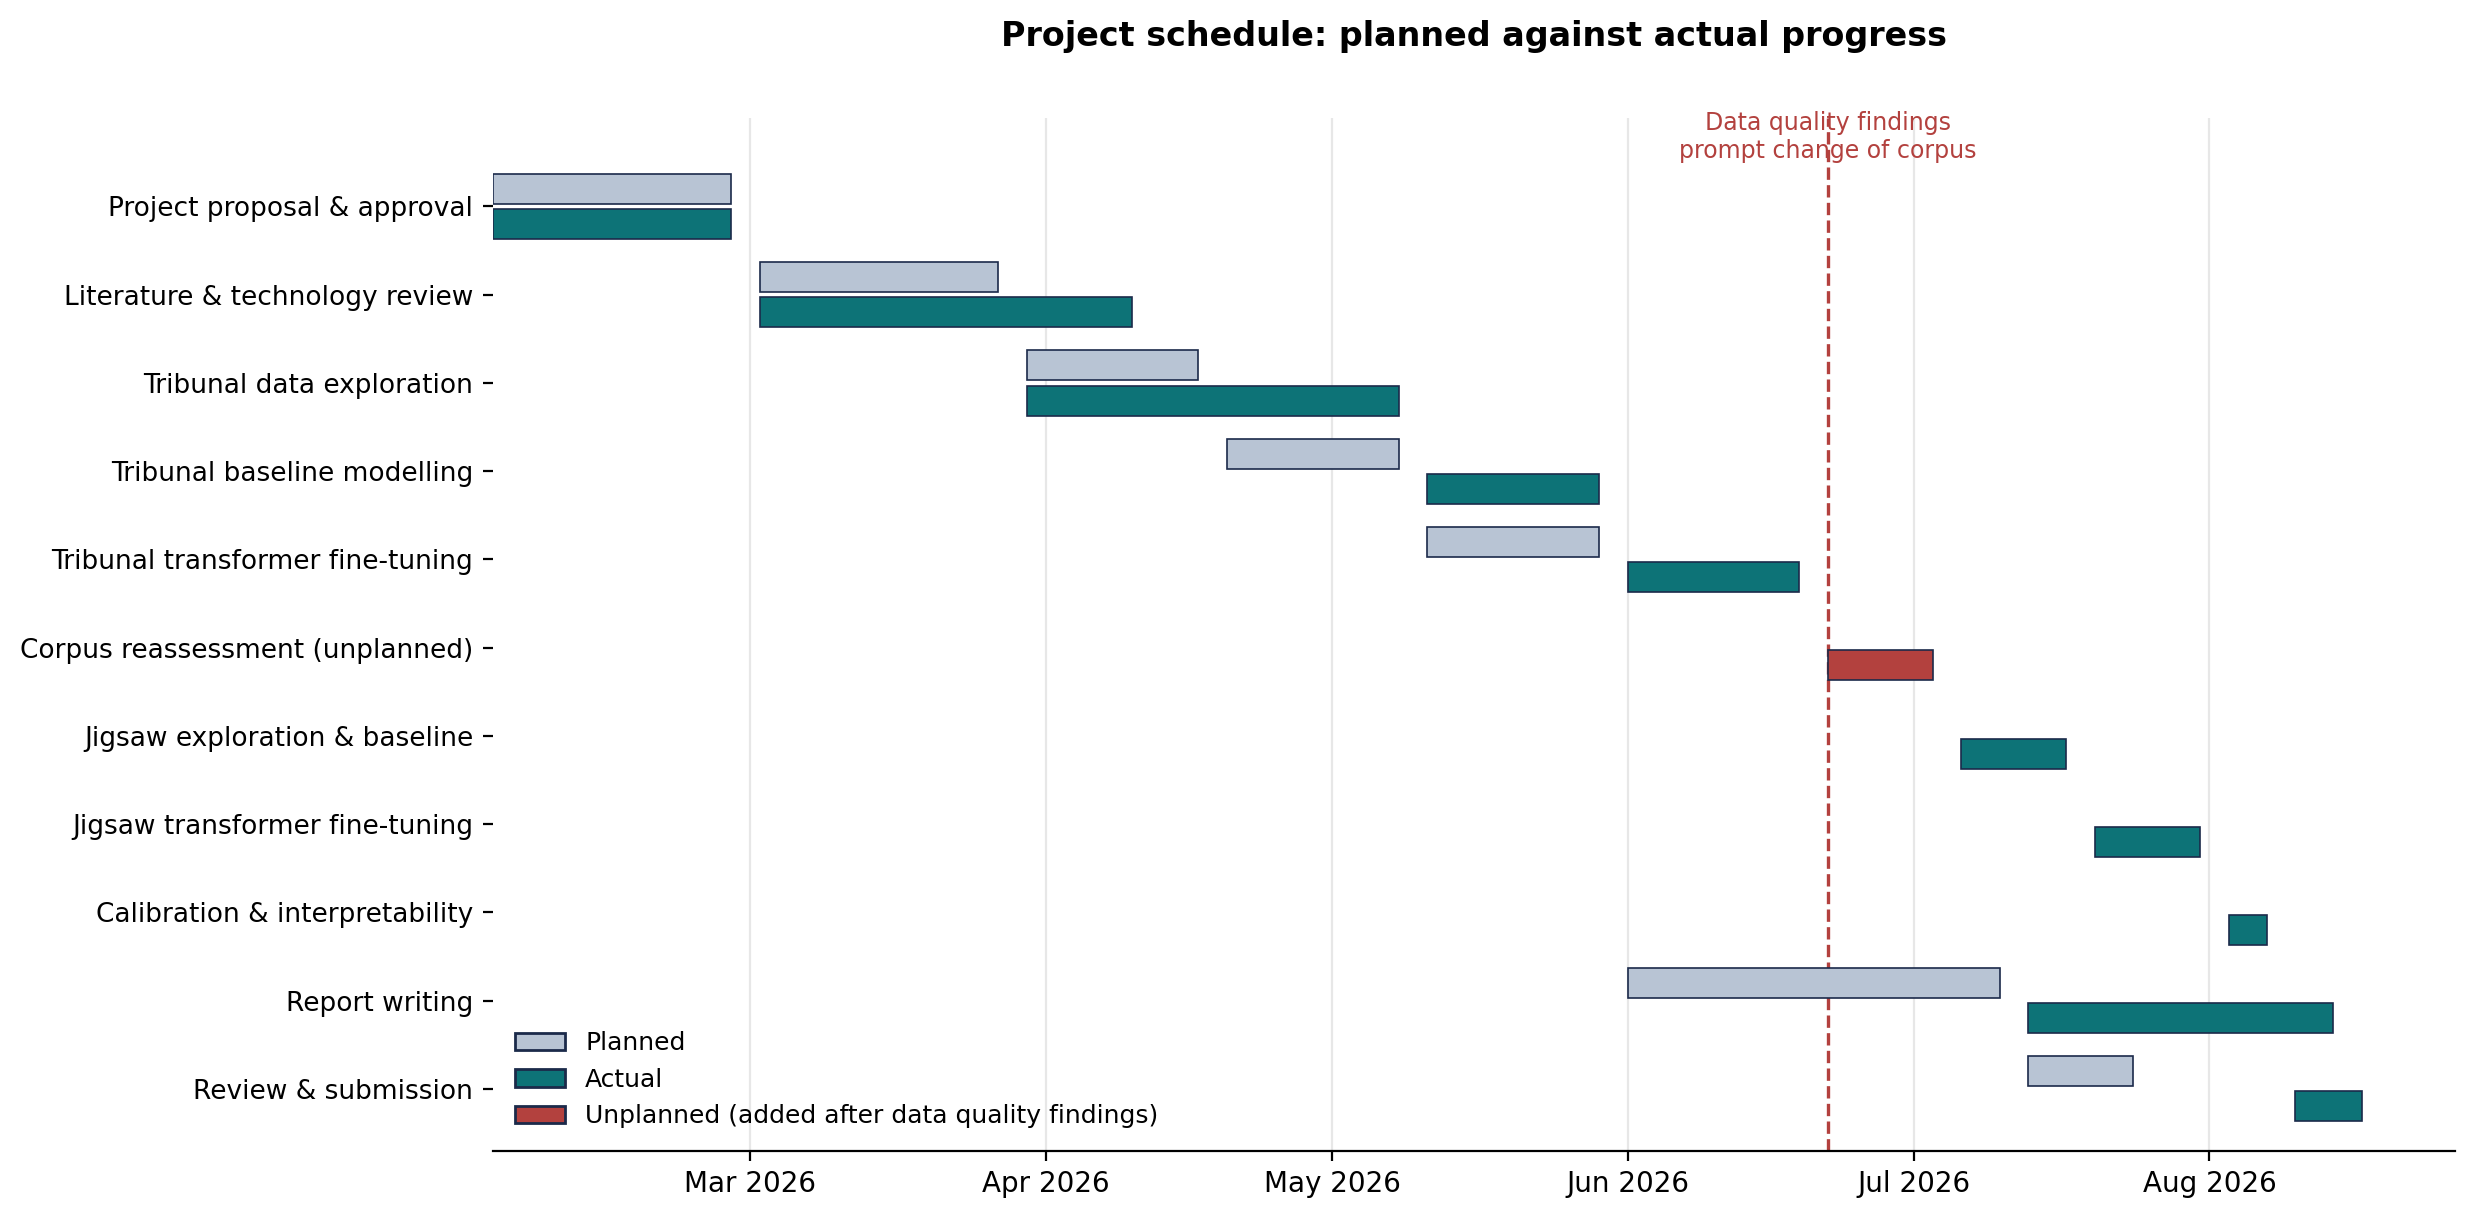 Project schedule: planned against actual progress
Data quality findings
prompt change of corpus
Project proposal & approval
Literature & technology review
Tribunal data exploration
Tribunal baseline modelling
Tribunal transformer fine-tuning
Corpus reassessment (unplanned)
Jigsaw exploration & baseline
Jigsaw transformer fine-tuning
Calibration & interpretability
Report writing
Review & submission
Planned
Actual
Unplanned (added after data quality findings)
Mar 2026
Apr 2026
May 2026
Jun 2026
Jul 2026
Aug 2026